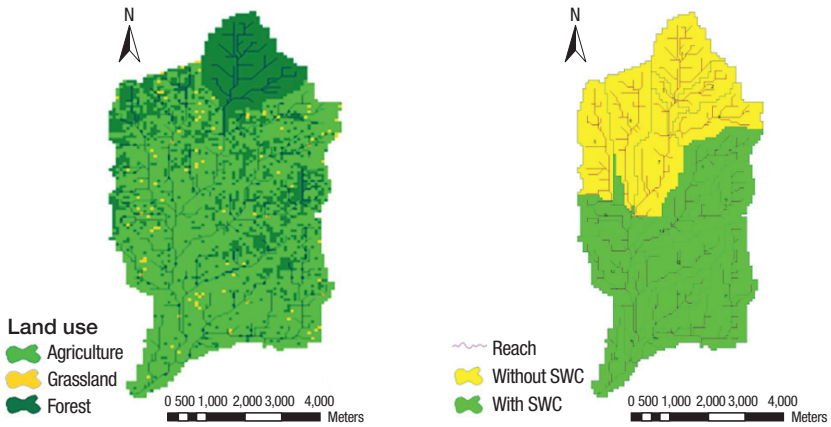 N
Land use
Agriculture
Grassland
Forest
0 500 1,000 2,000 3,000 4,000
Meters
N
Reach
Without SWC
With SWC
0 500 1,000 2,000 3,000 4,000
Meters